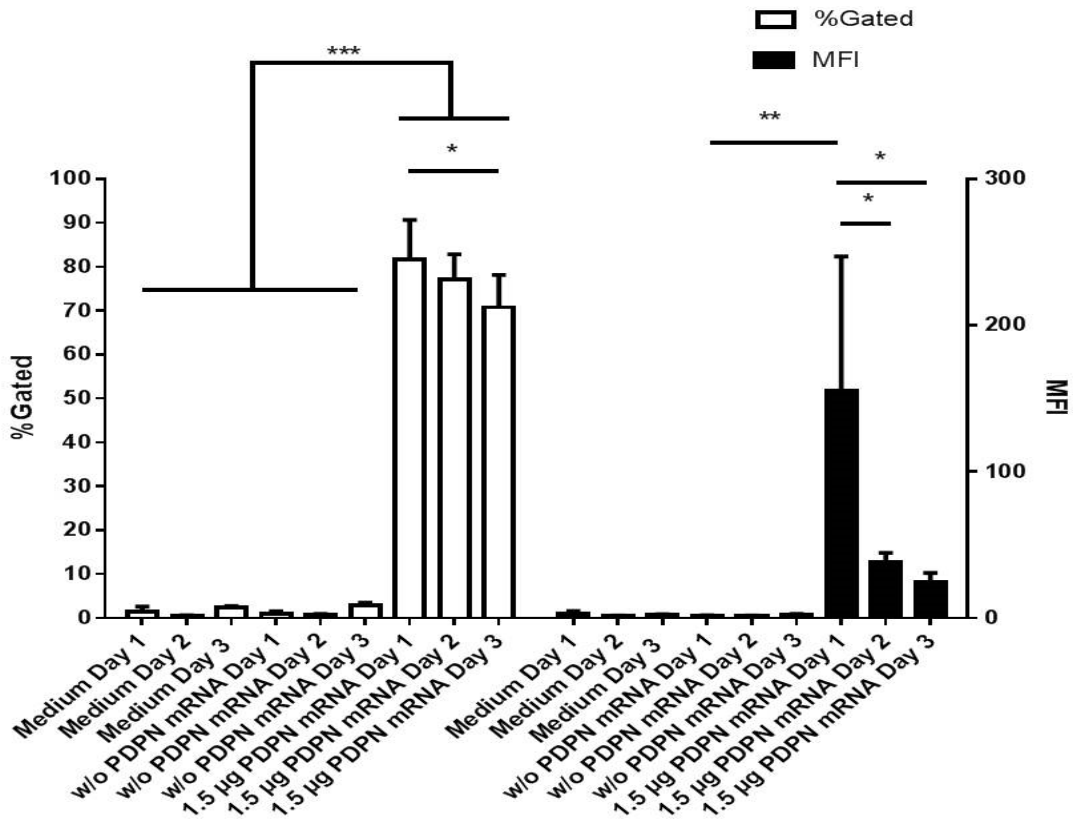 %Gated
MFI
***
**
*
*
*
100
90
80
70
60
50
40
30
20
10
0
%Gated
300
200
100
0
MFI
Medium Day 1
Medium Day 2
Medium Day 3
w/o PDPN mRNA Day 1
w/o PDPN mRNA Day 2
w/o PDPN mRNA Day 3
1.5 µg PDPN mRNA Day 1
1.5 µg PDPN mRNA Day 2
1.5 µg PDPN mRNA Day 3
Medium Day 1
Medium Day 2
Medium Day 3
w/o PDPN mRNA Day 1
w/o PDPN mRNA Day 2
w/o PDPN mRNA Day 3
1.5 µg PDPN mRNA Day 1
1.5 µg PDPN mRNA Day 2
1.5 µg PDPN mRNA Day 3